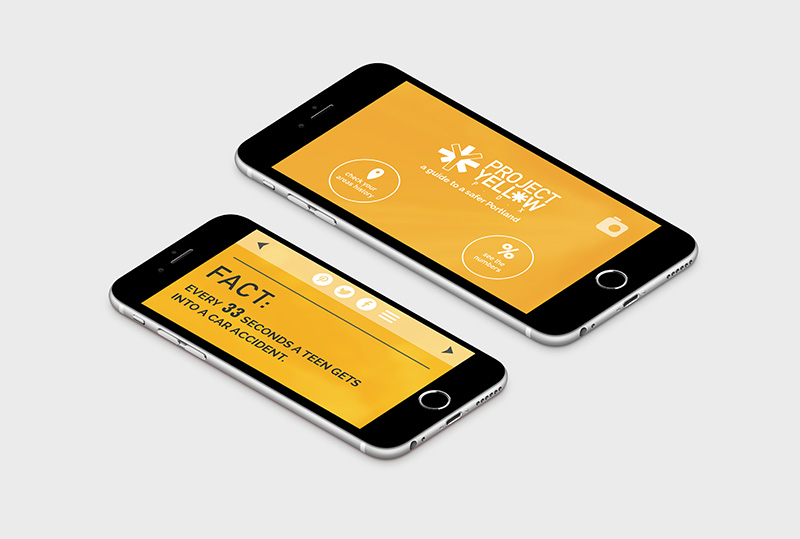 PROJECT
YELLOW
PDX
a guide to a safer Portland
check your
areas history
%
see the
numbers
FACT:
EVERY 33 SECONDS A TEEN GETS
INTO A CAR ACCIDENT.